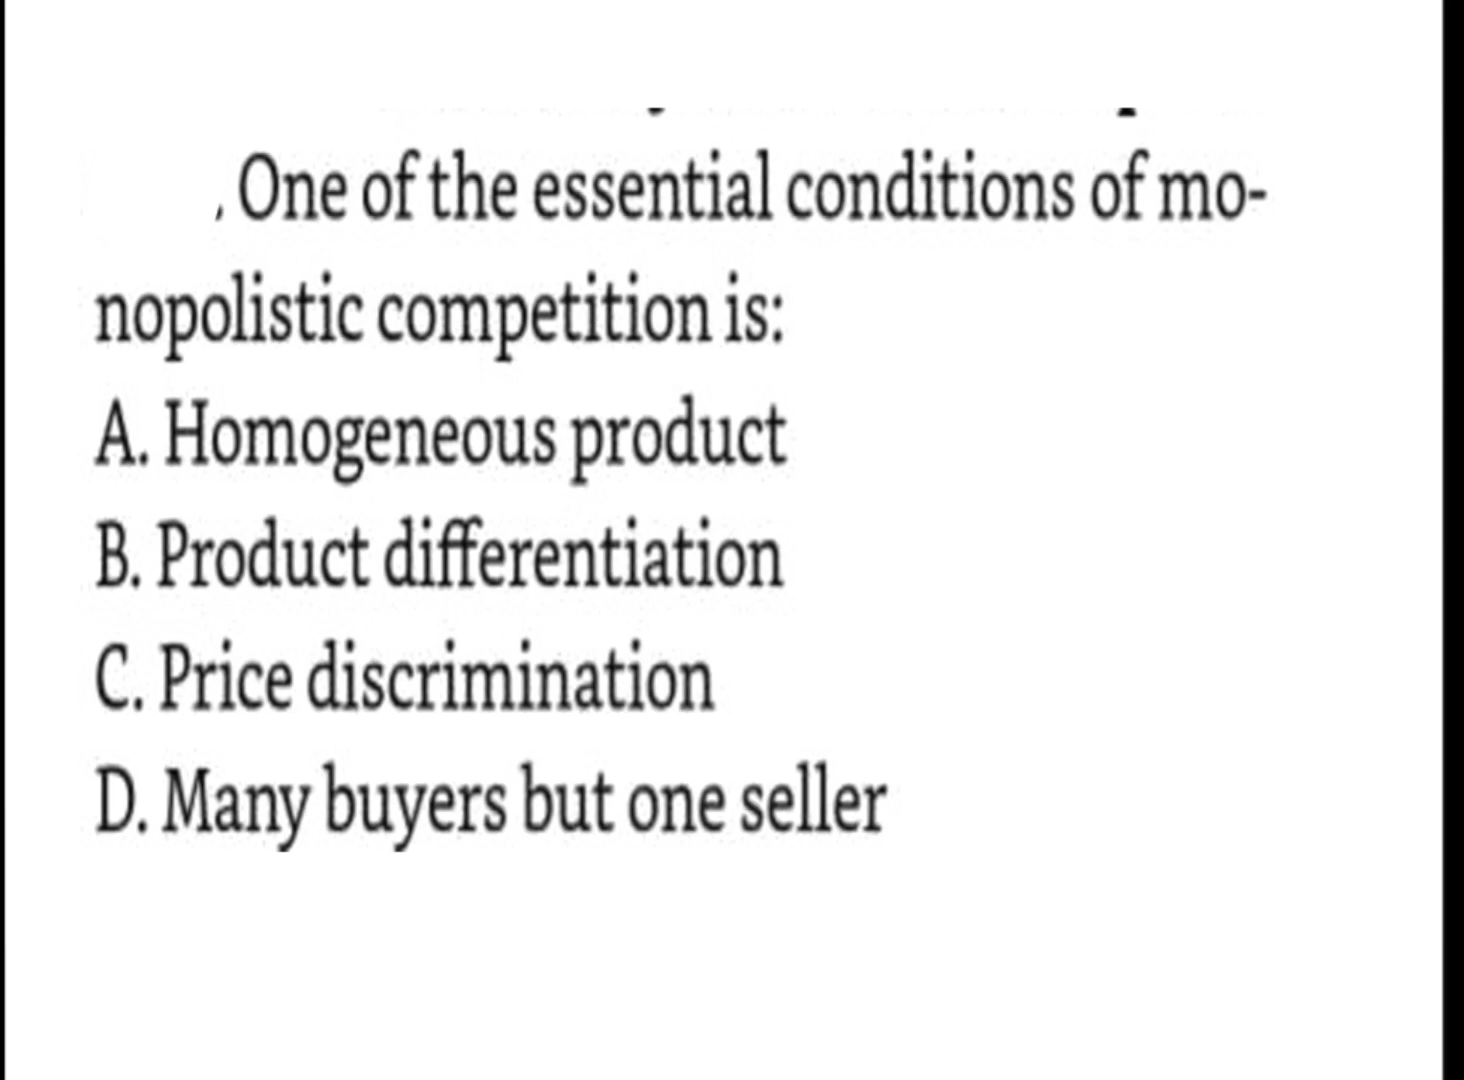 . One of the essential conditions of mo-
nopolistic competition is:
A. Homogeneous product
B. Product differentiation
C. Price discrimination
D. Many buyers but one seller